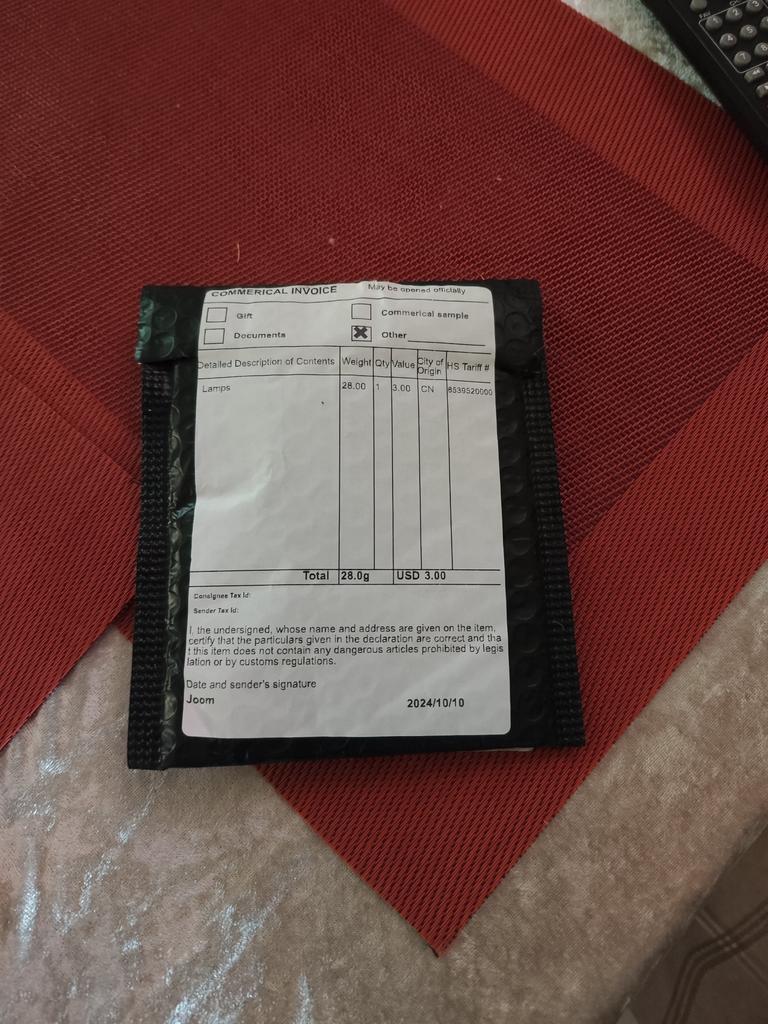 COMMERICAL INVOICE May be opened officially
Gift Commerical sample
Documents Other
Detailed Description of Contents Weight Qty Value City of Origin HS Tariff #
Lamps 28.00 1 3.00 CN 8539520000
Total 28.0g USD 3.00
Consignee Tax Id:
Sender Tax Id:
I, the undersigned, whose name and address are given on the item,
certify that the particulars given in the declaration are correct and tha
t this item does not contain any dangerous articles prohibited by legis
lation or by customs regulations.
Date and sender's signature
Joom 2024/10/10